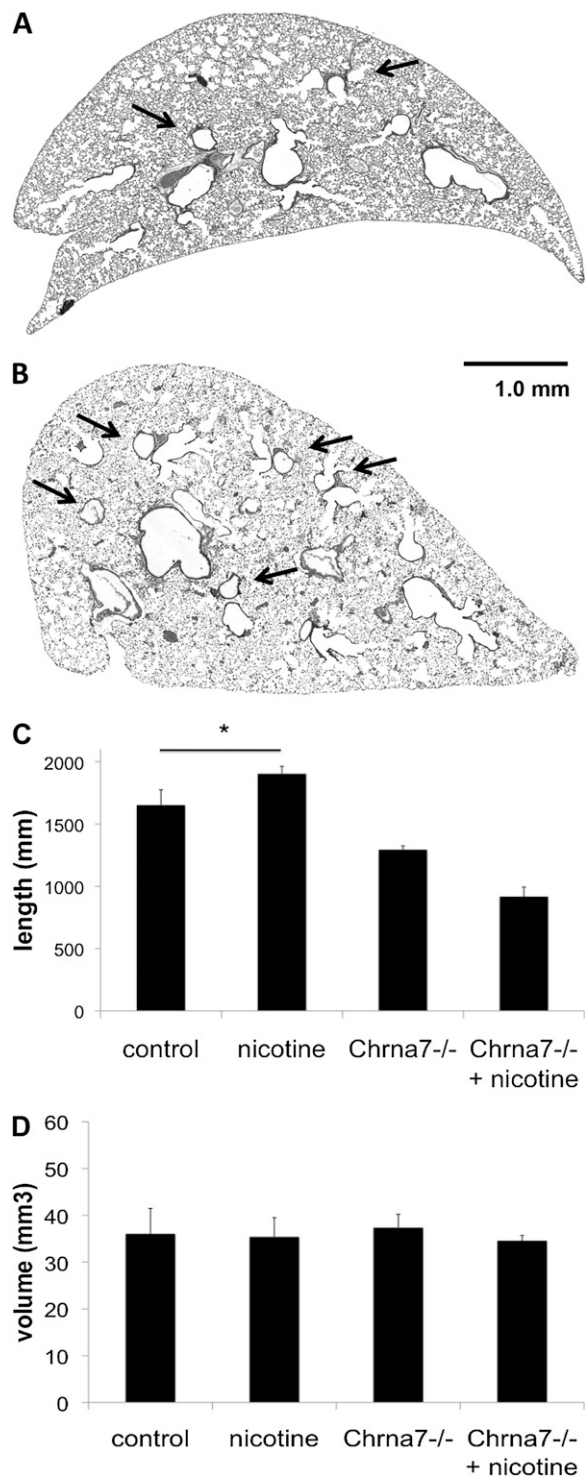 A
1.0 mm
B
C
*
2000
1500
1000
500
0
length (mm)
control nicotine Chrna7-/- Chrna7-/-
+ nicotine
D
60
50
40
30
20
10
0
volume (mm3)
control nicotine Chrna7-/- Chrna7-/-
+ nicotine